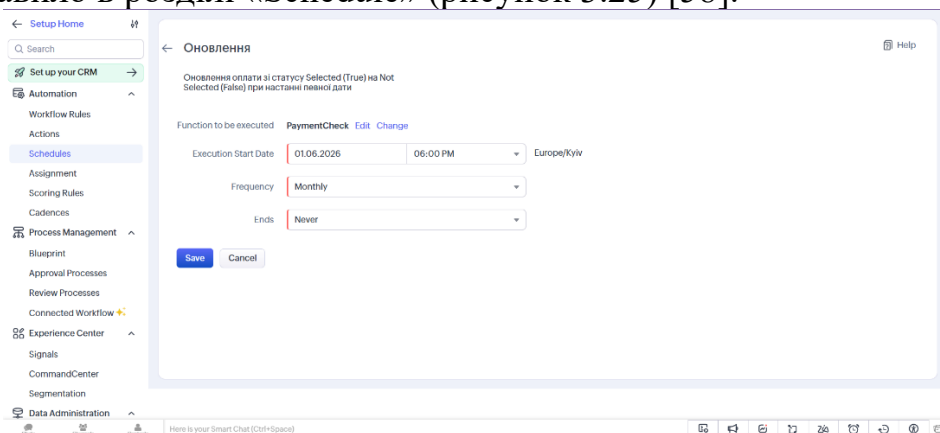 ← Setup Home
Search
Set up your CRM →
Automation
Workflow Rules
Actions
Schedules
Assignment
Scoring Rules
Cadences
Process Management
Blueprint
Approval Processes
Review Processes
Connected Workflow
Experience Center
Signals
CommandCenter
Segmentation
Data Administration
← Оновлення
Help
Оновлення оплати зі статусу Selected (True) на Not
Selected (False) при настанні певної дати
Function to be executed PaymentCheck Edit Change
Execution Start Date 01.06.2026 06:00 PM Europe/Kyiv
Frequency Monthly
Ends Never
Save Cancel
Here is your Smart Chat (Ctrl+Space)